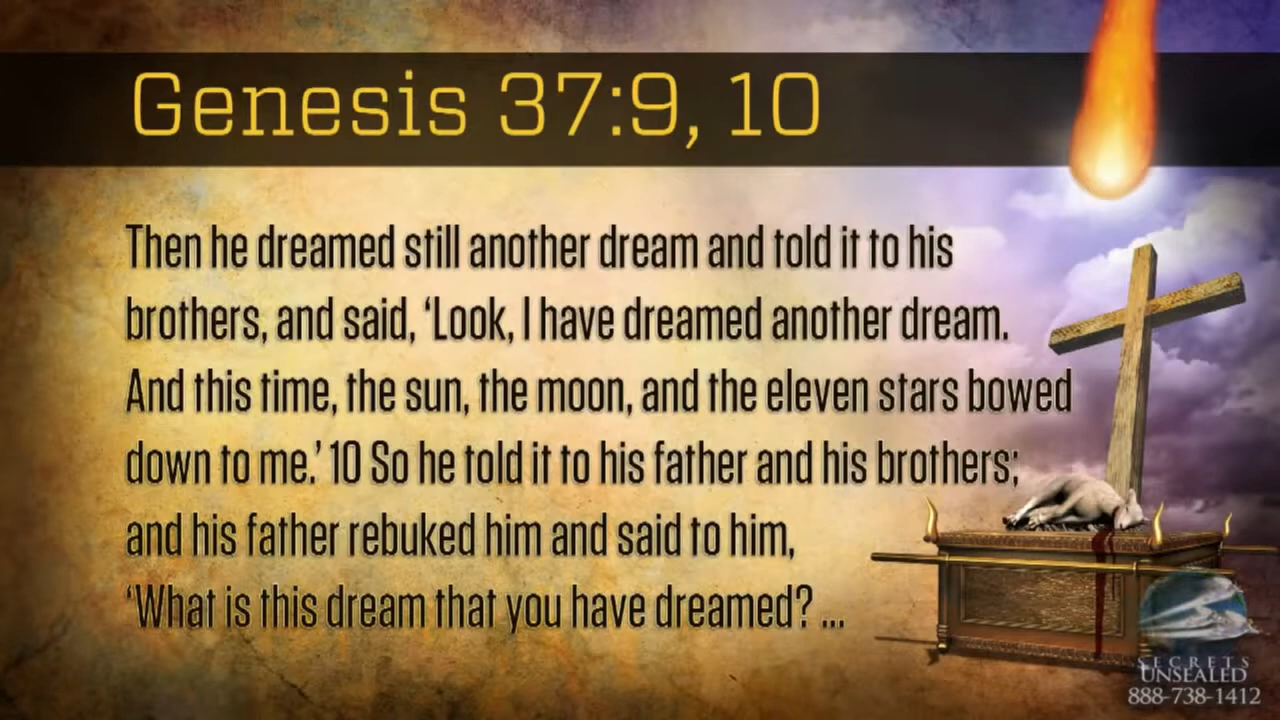 Genesis 37:9, 10
Then he dreamed still another dream and told it to his
brothers, and said, ‘Look, I have dreamed another dream.
And this time, the sun, the moon, and the eleven stars bowed
down to me.’ 10 So he told it to his father and his brothers;
and his father rebuked him and said to him,
‘What is this dream that you have dreamed? ...
SECRETS
UNSEALED
888-738-1412